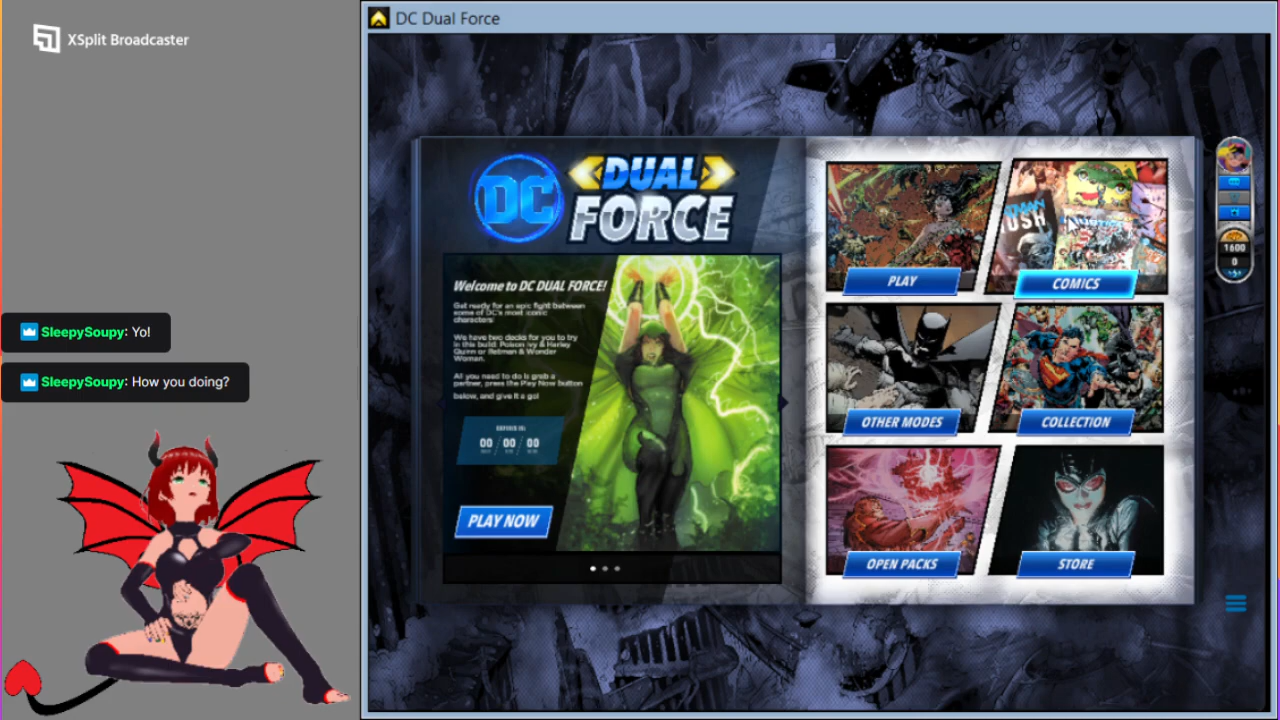 XSplit Broadcaster
SleepySoupy: Yo!
SleepySoupy: How you doing?
DC Dual Force
DC
DUAL
FORCE
Welcome to DC DUAL FORCE!
Get ready for an epic fight between
some of DC's most iconic
characters!
We have two decks for you to try
in this build: Poison Ivy & Harley
Quinn or Batman & Wonder
Woman.
All you need to do is grab a
partner, press the Play Now button
below, and give it a go!
00 / 00 / 00
PLAY NOW
PLAY
COMICS
OTHER MODES
COLLECTION
OPEN PACKS
STORE
1600
0